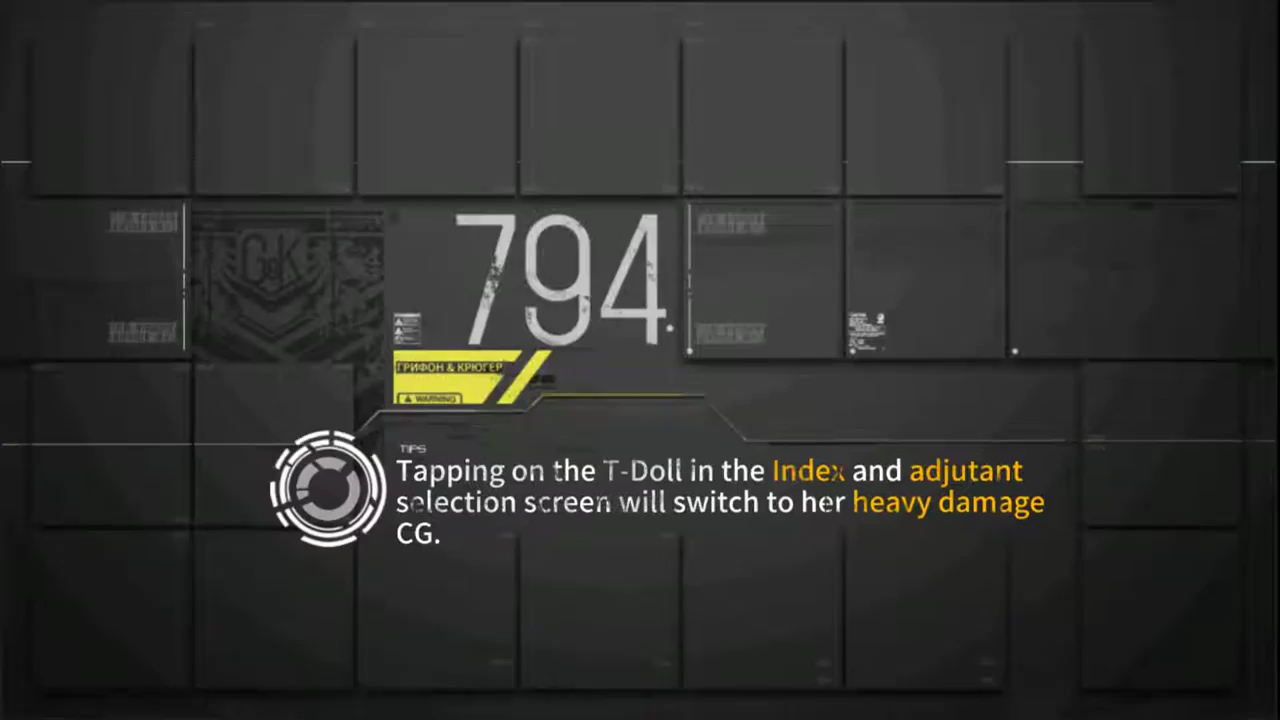 G&K
794.
ГРИФОН & КРЮГЕР
WARNING
TIPS
Tapping on the T-Doll in the Index and adjutant
selection screen will switch to her heavy damage
CG.